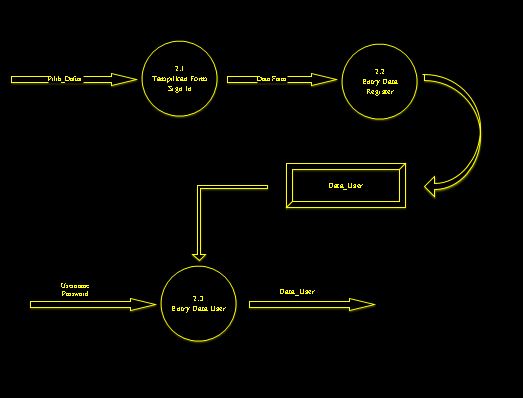 Pilih_Daftar
2.1
Tampilkan Form
Sign Id
Data Form
2.2
Entry Data
Register
Data_User
Username
Password
2.3
Entry Data User
Data_User